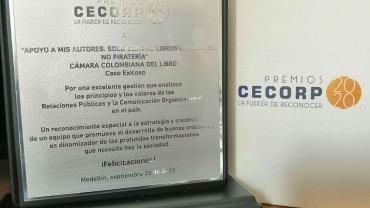 PREMIOS
CECORP
LA FUERZA DE RECONOCER
A
"APOYO A MIS AUTORES. SOLO COMPRO LIBROS ORIGINALES.
NO PIRATERÍA"
CÁMARA COLOMBIANA DEL LIBRO
Caso Exitoso
Por una excelente gestión que enaltece
los principios y los valores de las
Relaciones Públicas y la Comunicación Organizacional
en el país.
Un reconocimiento especial a la estrategia y creatividad
de un equipo que promueve el desarrollo de buenas prácticas y
es dinamizador de las profundas transformaciones
que necesita hoy la sociedad.
¡Felicitaciones!
Medellín, septiembre de 2020
PREMIOS
CECORP 2020
LA FUERZA DE RECONOCER